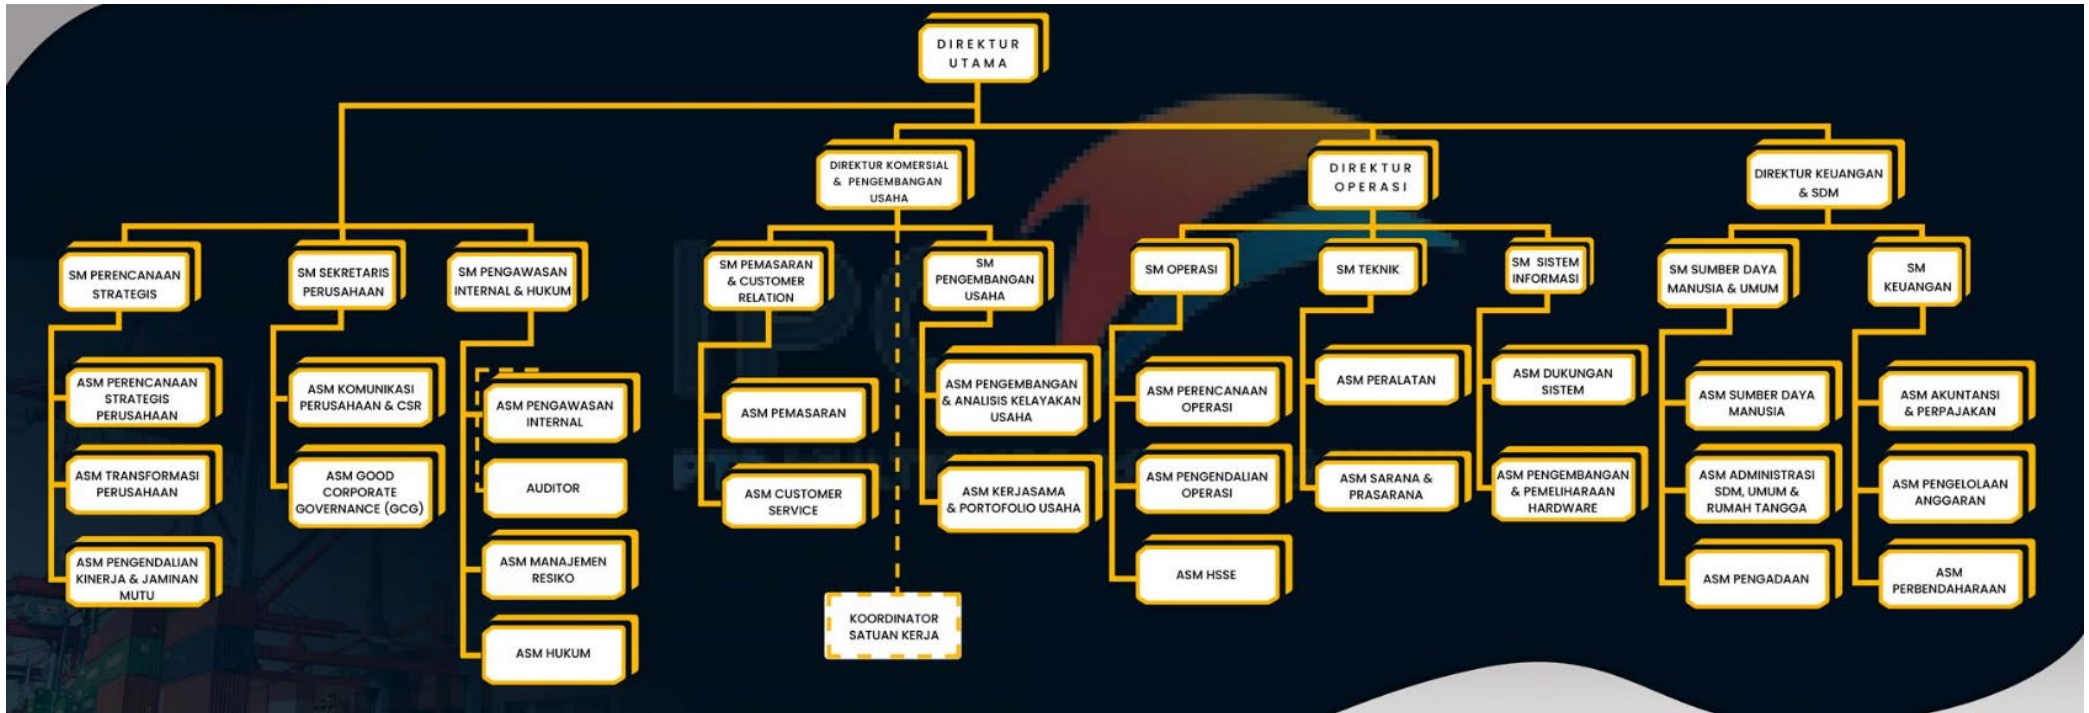 DIREKTUR
UTAMA
DIREKTUR KOMERSIAL
& PENGEMBANGAN
USAHA
DIREKTUR
OPERASI
DIREKTUR KEUANGAN
& SDM
SM PERENCANAAN
STRATEGIS
SM SEKRETARIS
PERUSAHAAN
SM PENGAWASAN
INTERNAL & HUKUM
SM PEMASARAN
& CUSTOMER
RELATION
SM
PENGEMBANGAN
USAHA
SM OPERASI
SM TEKNIK
SM SISTEM
INFORMASI
SM SUMBER DAYA
MANUSIA & UMUM
SM
KEUANGAN
ASM PERENCANAAN
STRATEGIS
PERUSAHAAN
ASM TRANSFORMASI
PERUSAHAAN
ASM PENGENDALIAN
KINERJA & JAMINAN
MUTU
ASM KOMUNIKASI
PERUSAHAAN & CSR
ASM GOOD
CORPORATE
GOVERNANCE (GCG)
ASM PENGAWASAN
INTERNAL
AUDITOR
ASM MANAJEMEN
RESIKO
ASM HUKUM
ASM PEMASARAN
ASM CUSTOMER
SERVICE
KOORDINATOR
SATUAN KERJA
ASM PENGEMBANGAN
& ANALISIS KELAYAKAN
USAHA
ASM KERJASAMA
& PORTOFOLIO USAHA
ASM PERENCANAAN
OPERASI
ASM PENGENDALIAN
OPERASI
ASM HSSE
ASM PERALATAN
ASM SARANA &
PRASARANA
ASM DUKUNGAN
SISTEM
ASM PENGEMBANGAN
& PEMELIHARAAN
HARDWARE
ASM SUMBER DAYA
MANUSIA
ASM ADMINISTRASI
SDM, UMUM &
RUMAH TANGGA
ASM PENGADAAN
ASM AKUNTANSI
& PERPAJAKAN
ASM PENGELOLAAN
ANGGARAN
ASM
PERBENDAHARAAN